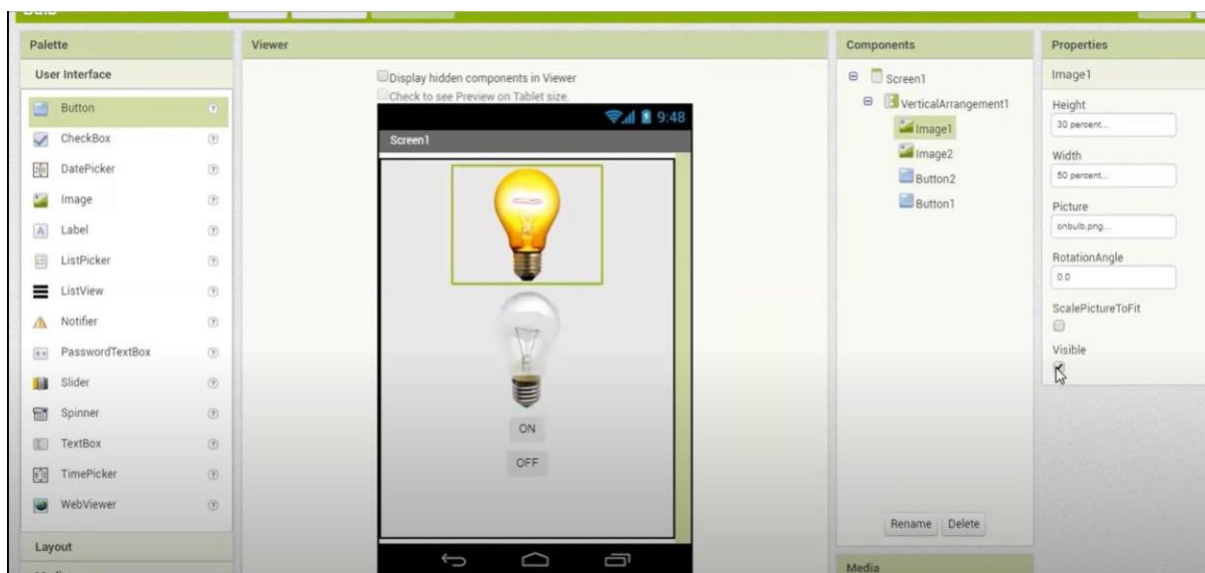 Palette
User Interface
Button
CheckBox
DatePicker
Image
Label
ListPicker
ListView
Notifier
PasswordTextBox
Slider
Spinner
TextBox
TimePicker
WebViewer
Layout
Viewer
Display hidden components in Viewer
Check to see Preview on Tablet size.
9:48
Screen1
ON
OFF
Components
Screen1
VerticalArrangement1
Image1
Image2
Button2
Button1
Rename Delete
Media
Properties
Image1
Height
30 percent...
Width
50 percent...
Picture
onbulb.png...
RotationAngle
0.0
ScalePictureToFit
Visible